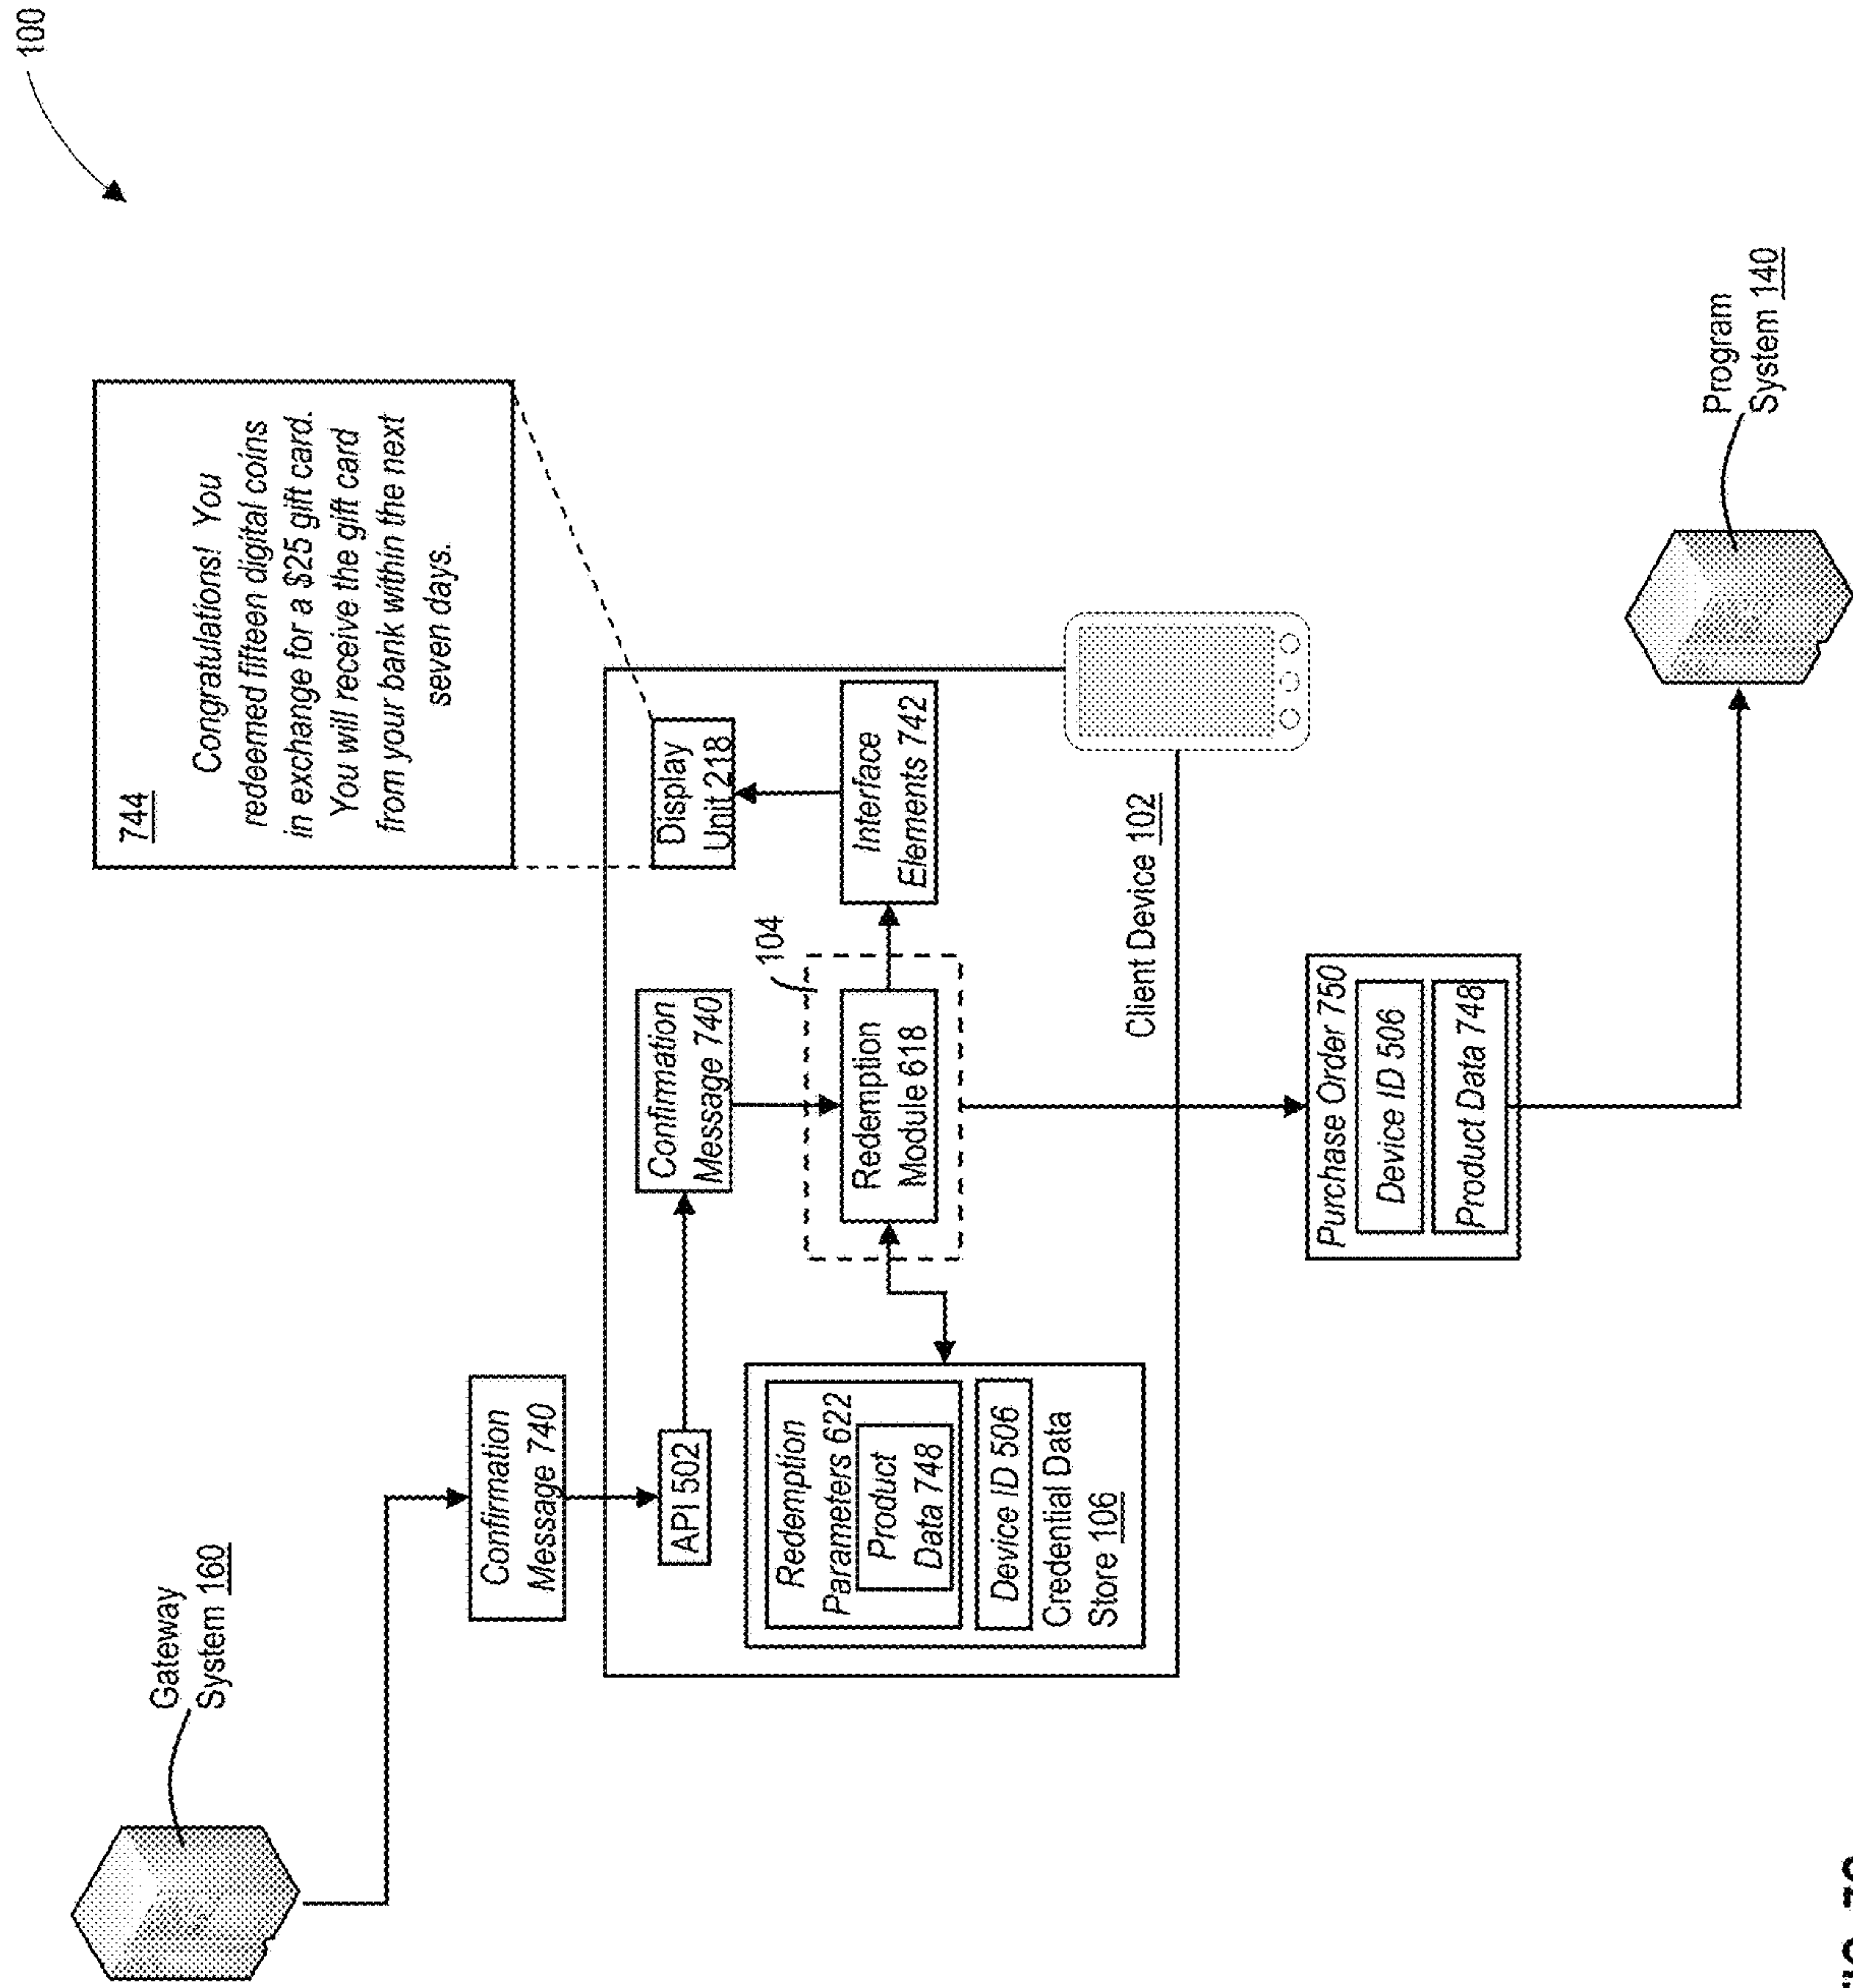 100
Gateway
System 160
744
Congratulations! You
redeemed fifteen digital coins
in exchange for a $25 gift card.
You will receive the gift card
from your bank within the next
seven days.
Confirmation
Message 740
API 502
Confirmation
Message 740
Display
Unit 218
Redemption
Parameters 622
Product
Data 748
Device ID 506
Credential Data
Store 106
104
Redemption
Module 618
Interface
Elements 742
Client Device 102
Purchase Order 750
Device ID 506
Product Data 748
Program
System 140